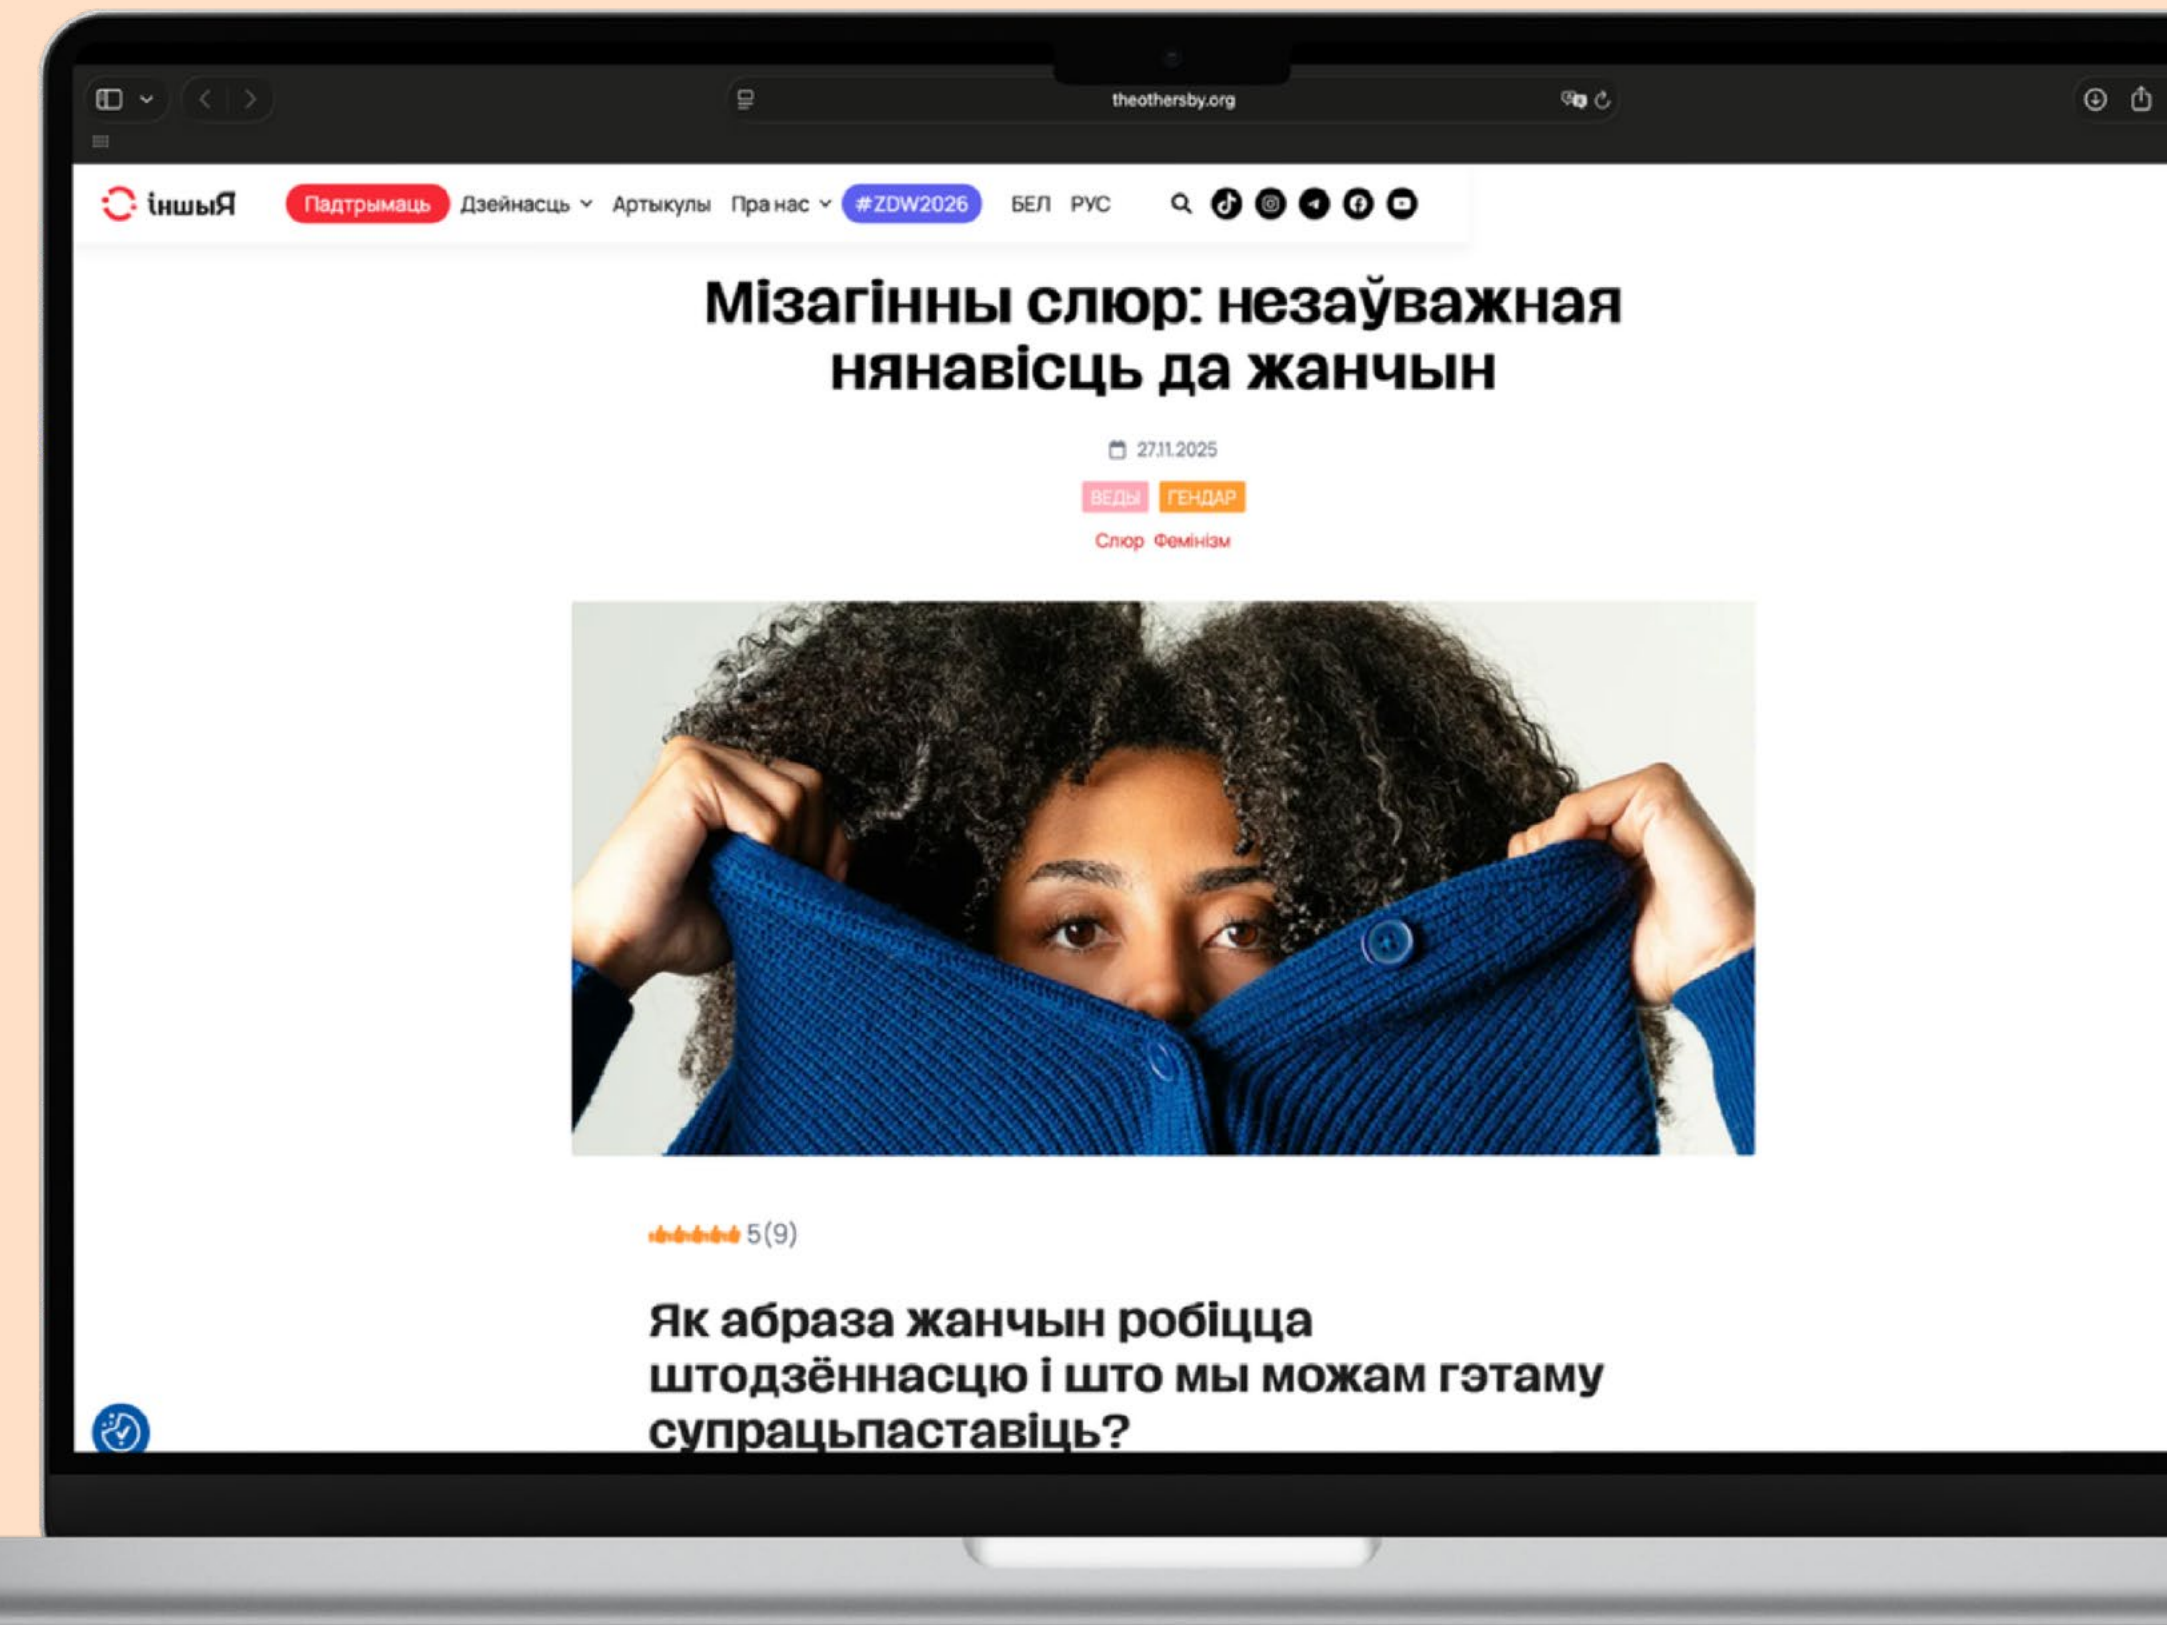 theothersby.org
іншыЯ
Падтрымаць Дзейнасць Артыкулы Пра нас #ZDW2026 БЕЛ РУС
Мізагінны слюр: незаўважная
нянавісць да жанчын
27.11.2025
ВЕДЫ ГЕНДАР
Слюр Фемінізм
5(9)
Як абраза жанчын робіцца
штодзённасцю і што мы можам гэтаму
супрацьпаставіць?